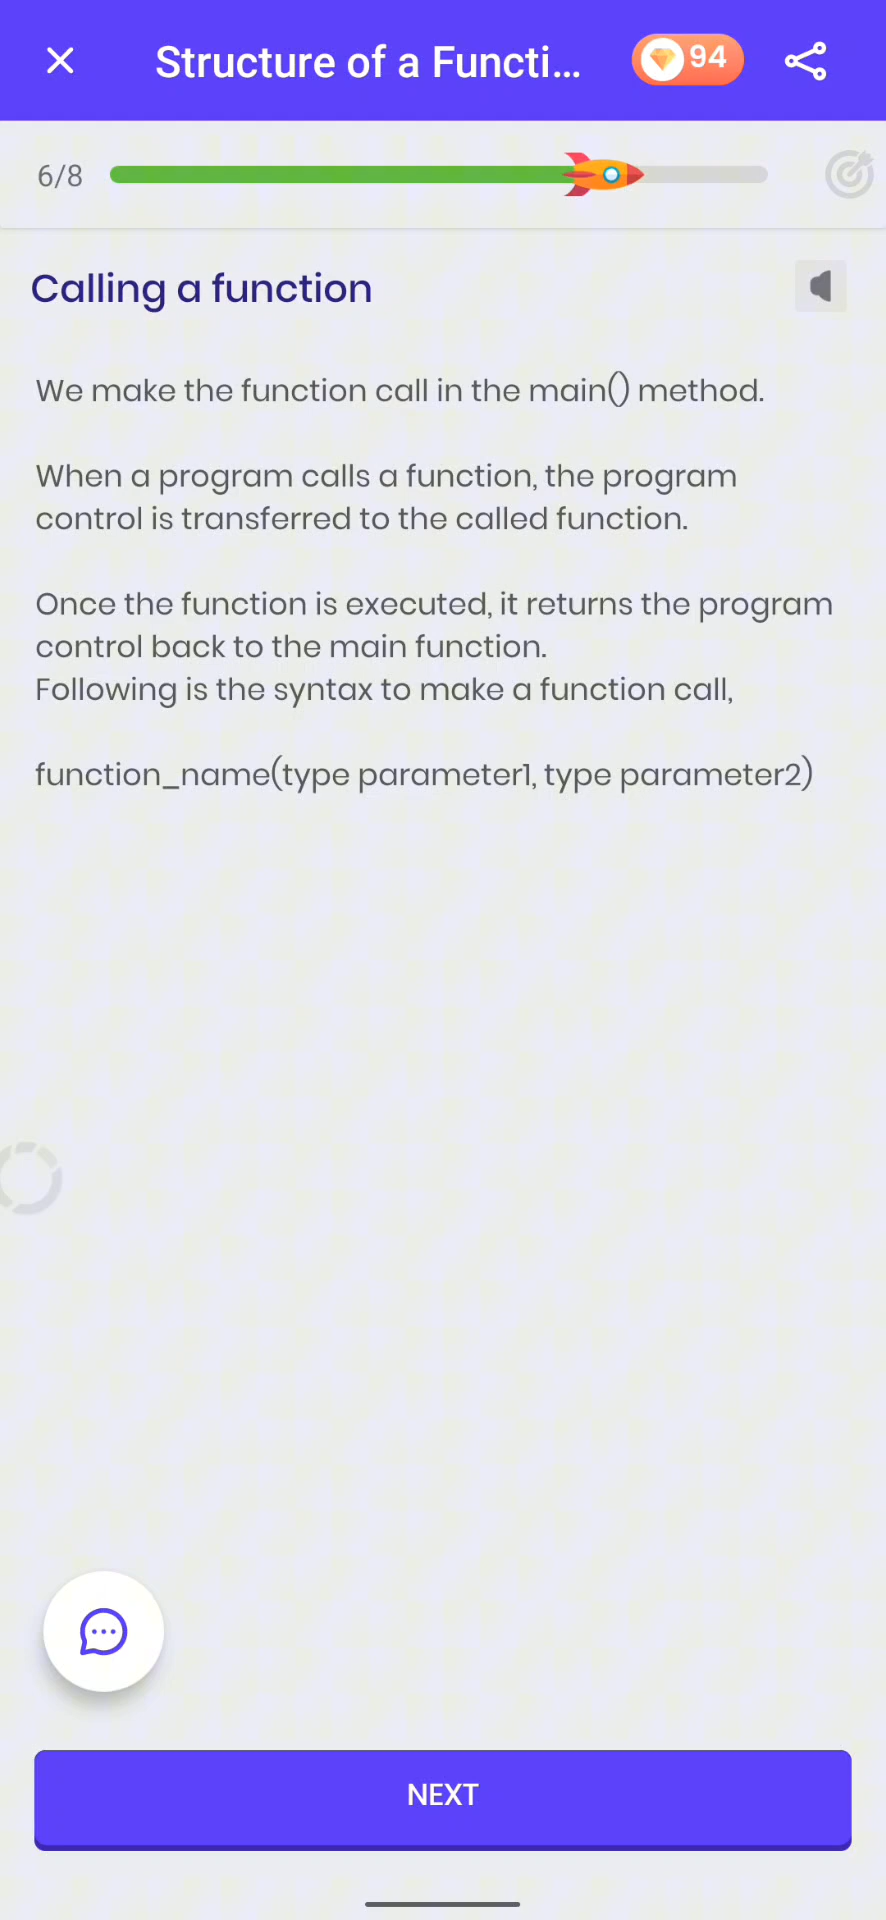 Structure of a Functi...
94
6/8
Calling a function
We make the function call in the main() method.
When a program calls a function, the program
control is transferred to the called function.
Once the function is executed, it returns the program
control back to the main function.
Following is the syntax to make a function call,
function_name(type parameter1, type parameter2)
NEXT